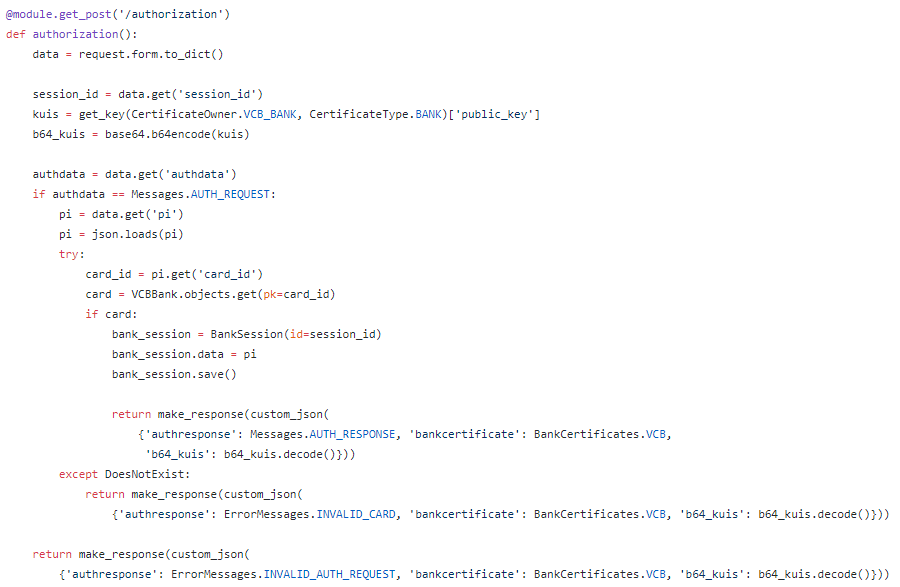 @module.get_post('/authorization')
def authorization():
    data = request.form.to_dict()

    session_id = data.get('session_id')
    kuis = get_key(CertificateOwner.VCB_BANK, CertificateType.BANK)['public_key']
    b64_kuis = base64.b64encode(kuis)

    authdata = data.get('authdata')
    if authdata == Messages.AUTH_REQUEST:
        pi = data.get('pi')
        pi = json.loads(pi)
        try:
            card_id = pi.get('card_id')
            card = VCBBank.objects.get(pk=card_id)
            if card:
                bank_session = BankSession(id=session_id)
                bank_session.data = pi
                bank_session.save()

                return make_response(custom_json(
                    {'authresponse': Messages.AUTH_RESPONSE, 'bankcertificate': BankCertificates.VCB,
                     'b64_kuis': b64_kuis.decode()}))
        except DoesNotExist:
            return make_response(custom_json(
                {'authresponse': ErrorMessages.INVALID_CARD, 'bankcertificate': BankCertificates.VCB, 'b64_kuis': b64_kuis.decode()}))

    return make_response(custom_json(
        {'authresponse': ErrorMessages.INVALID_AUTH_REQUEST, 'bankcertificate': BankCertificates.VCB, 'b64_kuis': b64_kuis.decode()}))